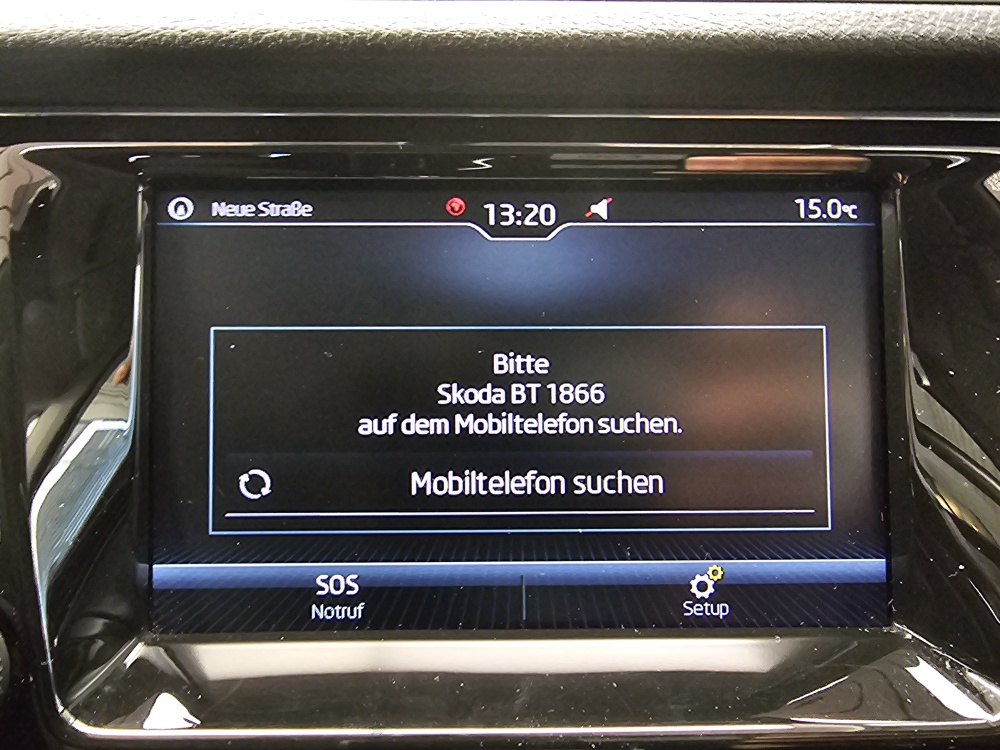 Neue Straße
13:20
15.0°C
Bitte
Skoda BT 1866
auf dem Mobiltelefon suchen.
Mobiltelefon suchen
SOS
Notruf
Setup